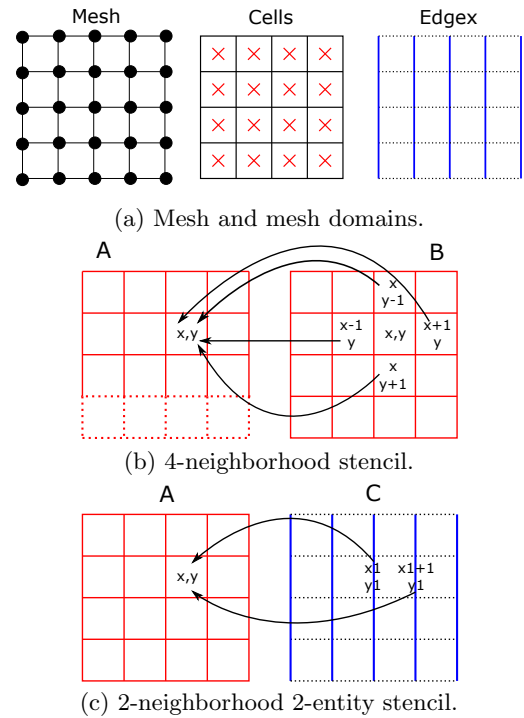 Mesh Cells Edgex
(a) Mesh and mesh domains.
A B
x
y-1
x,y x-1 x,y x+1
y y
x
y+1
(b) 4-neighborhood stencil.
A C
x,y x1 x1+1
y1 y1
(c) 2-neighborhood 2-entity stencil.